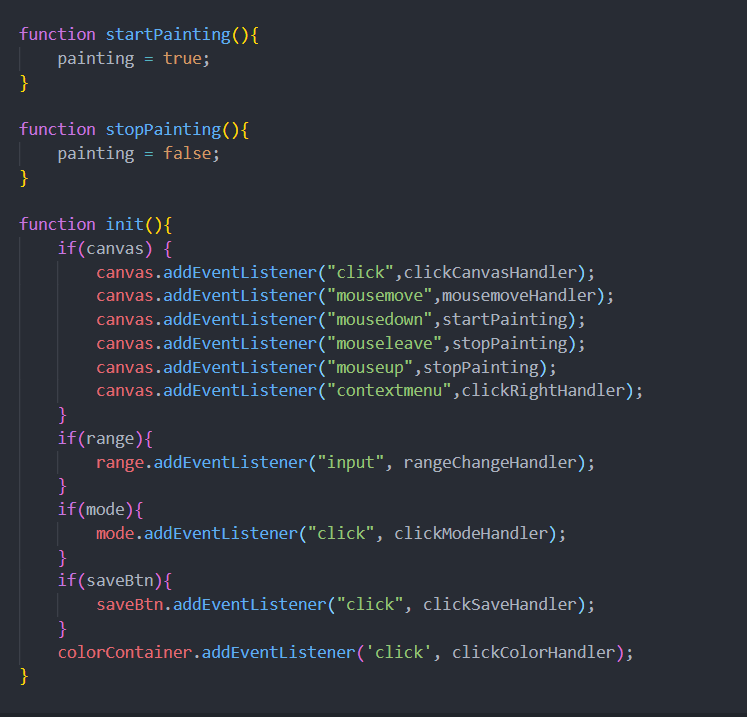 function startPainting(){
    painting = true;
}

function stopPainting(){
    painting = false;
}

function init(){
    if(canvas) {
        canvas.addEventListener("click",clickCanvasHandler);
        canvas.addEventListener("mousemove",mousemoveHandler);
        canvas.addEventListener("mousedown",startPainting);
        canvas.addEventListener("mouseleave",stopPainting);
        canvas.addEventListener("mouseup",stopPainting);
        canvas.addEventListener("contextmenu",clickRightHandler);
    }
    if(range){
        range.addEventListener("input", rangeChangeHandler);
    }
    if(mode){
        mode.addEventListener("click", clickModeHandler);
    }
    if(saveBtn){
        saveBtn.addEventListener("click", clickSaveHandler);
    }
    colorContainer.addEventListener('click', clickColorHandler);
}